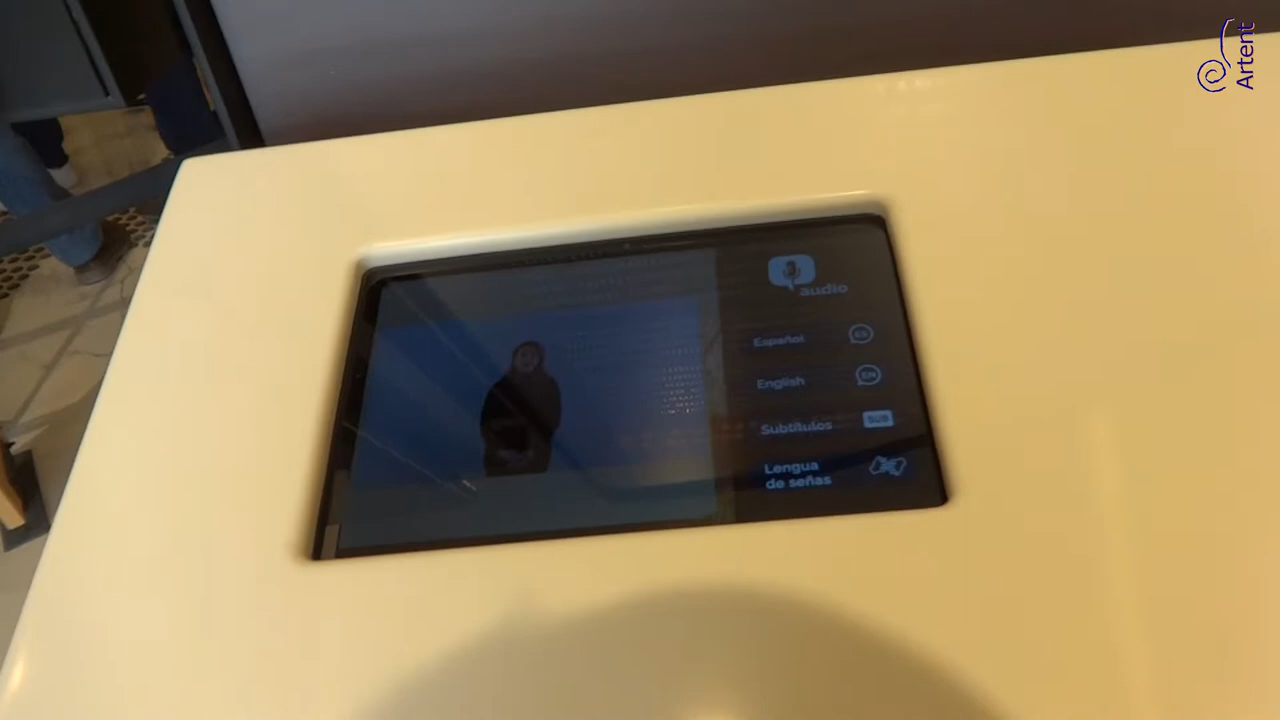 Artent
audio
Español ES
English EN
Subtítulos SUB
Lengua
de señas